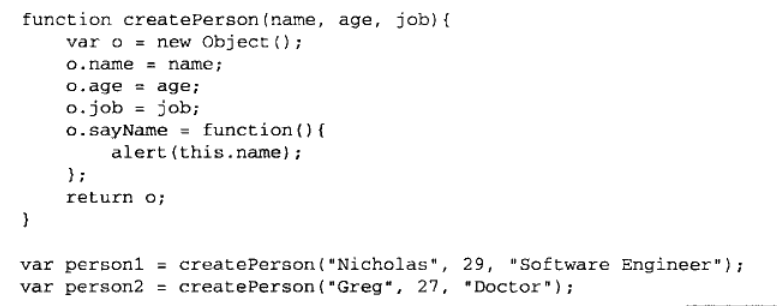 function createPerson(name, age, job){
    var o = new Object();
    o.name = name;
    o.age = age;
    o.job = job;
    o.sayName = function(){
        alert(this.name);
    };
    return o;
}

var person1 = createPerson("Nicholas", 29, "Software Engineer");
var person2 = createPerson("Greg", 27, "Doctor");